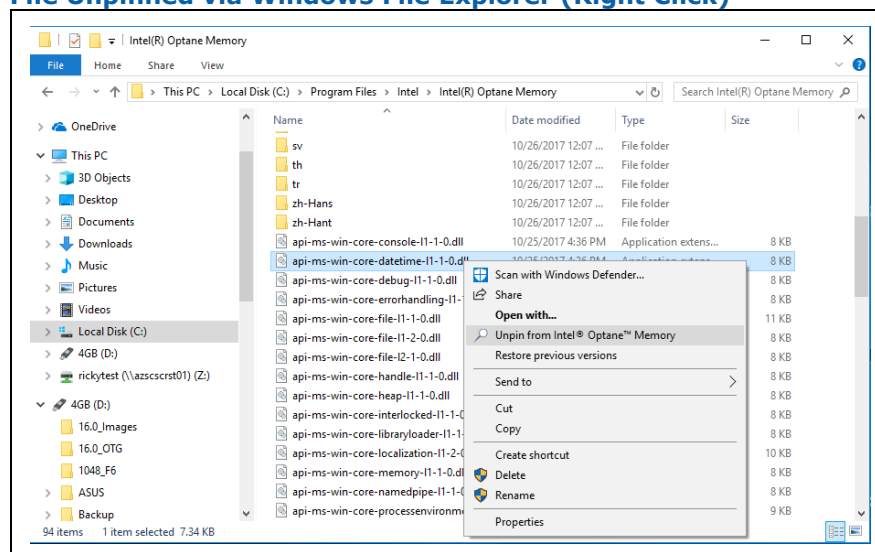 File Unpinned via Windows File Explorer (Right Click)
Intel(R) Optane Memory
File Home Share View
This PC > Local Disk (C:) > Program Files > Intel > Intel(R) Optane Memory
Search Intel(R) Optane Memory
Name Date modified Type Size
OneDrive
This PC
3D Objects
Desktop
Documents
Downloads
Music
Pictures
Videos
Local Disk (C:)
4GB (D:)
rickytest (\\azscscrst01) (Z:)
4GB (D:)
16.0_Images
16.0_OTG
1048_F6
ASUS
Backup
sv 10/26/2017 12:07 ... File folder
th 10/26/2017 12:07 ... File folder
tr 10/26/2017 12:07 ... File folder
zh-Hans 10/26/2017 12:07 ... File folder
zh-Hant 10/26/2017 12:07 ... File folder
api-ms-win-core-console-l1-1-0.dll 10/25/2017 4:36 PM Application extens... 8 KB
api-ms-win-core-datetime-l1-1-0.dll 8 KB
api-ms-win-core-debug-l1-1-0.dll 8 KB
api-ms-win-core-errorhandling-l1- 8 KB
api-ms-win-core-file-l1-1-0.dll 11 KB
api-ms-win-core-file-l1-2-0.dll 8 KB
api-ms-win-core-file-l2-1-0.dll 8 KB
api-ms-win-core-handle-l1-1-0.dll 8 KB
api-ms-win-core-heap-l1-1-0.dll 8 KB
api-ms-win-core-interlocked-l1-1-0 8 KB
api-ms-win-core-libraryloader-l1-1- 8 KB
api-ms-win-core-localization-l1-2-0 10 KB
api-ms-win-core-memory-l1-1-0.dl 8 KB
api-ms-win-core-namedpipe-l1-1-0 8 KB
api-ms-win-core-processenvironme 9 KB
Scan with Windows Defender...
Share
Open with...
Unpin from Intel® Optane™ Memory
Restore previous versions
Send to
Cut
Copy
Create shortcut
Delete
Rename
Properties
94 items 1 item selected 7.34 KB